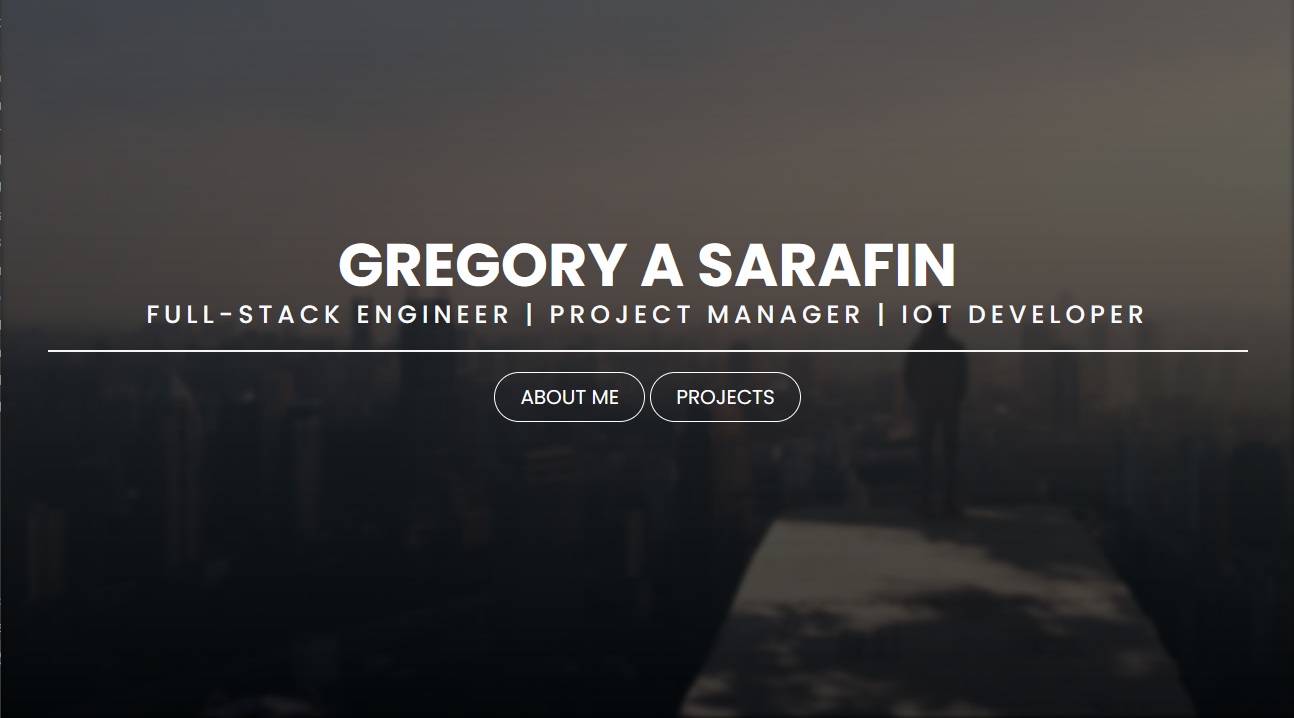 GREGORY A SARAFIN
FULL-STACK ENGINEER | PROJECT MANAGER | IOT DEVELOPER
ABOUT ME PROJECTS